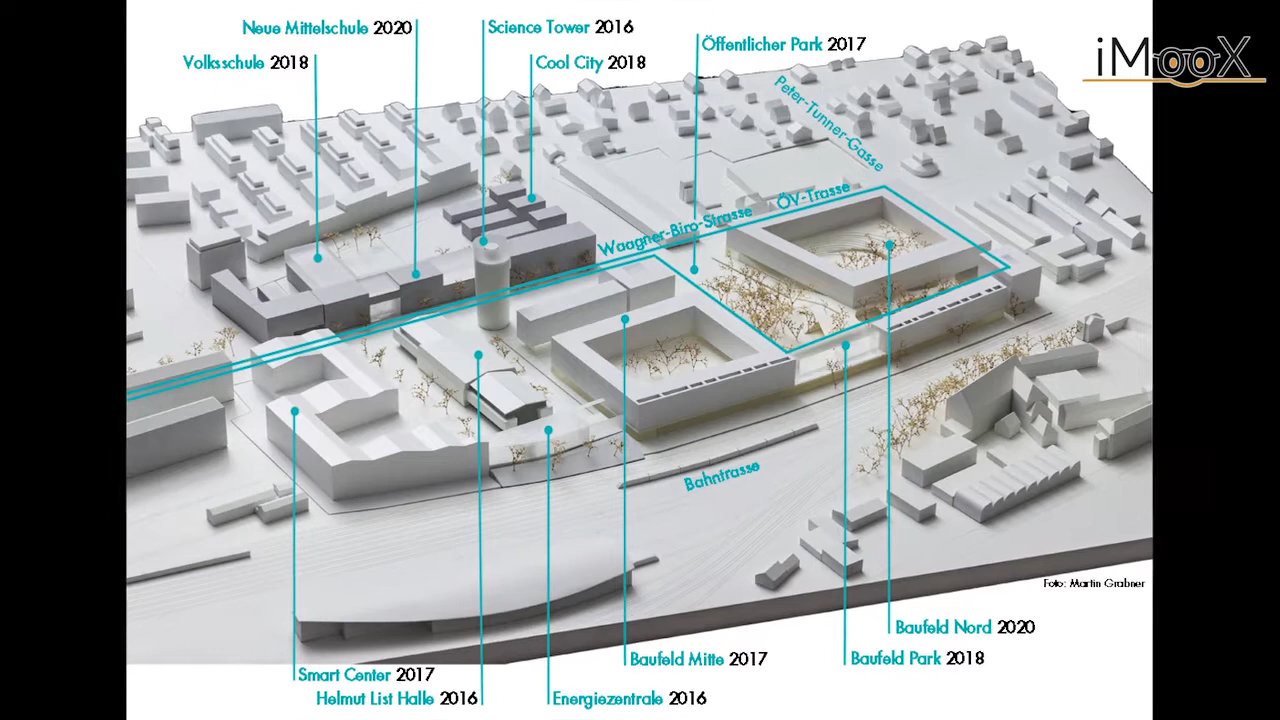 Neue Mittelschule 2020
Science Tower 2016
Volksschule 2018
Cool City 2018
Öffentlicher Park 2017
iMooX
Peter-Tunner-Gasse
ÖV-Trasse
Waagner-Biro-Strasse
Bahntrasse
Foto: Martin Grabner
Baufeld Nord 2020
Baufeld Mitte 2017
Baufeld Park 2018
Smart Center 2017
Helmut List Halle 2016
Energiezentrale 2016